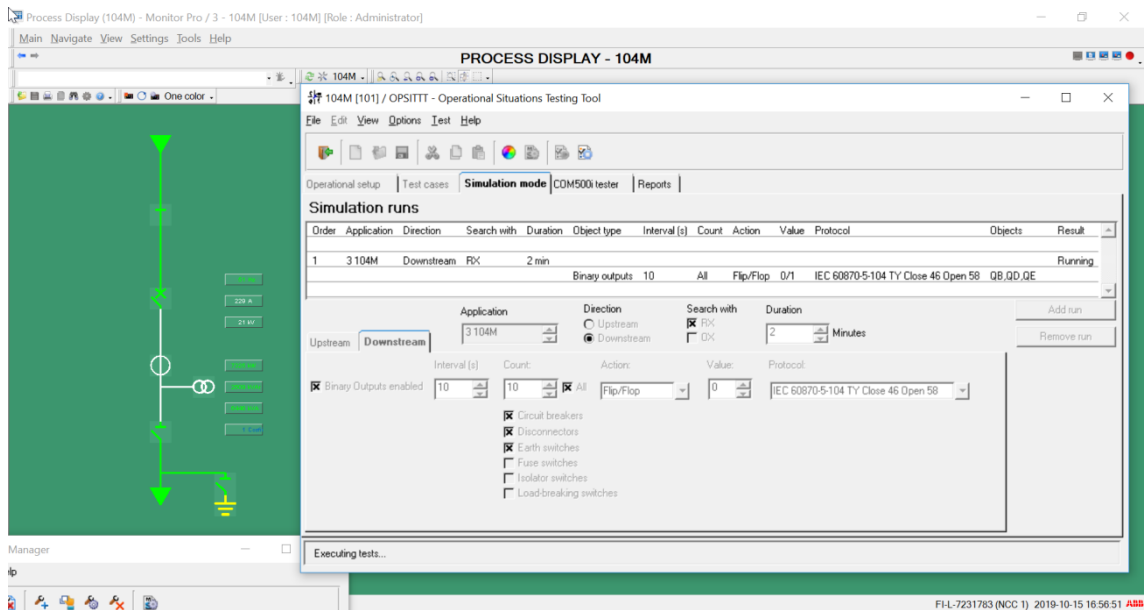 Process Display (104M) - Monitor Pro / 3 - 104M [User : 104M] [Role : Administrator]
Main Navigate View Settings Tools Help
PROCESS DISPLAY - 104M
104M
One color
104M [101] / OPSITTT - Operational Situations Testing Tool
File Edit View Options Test Help
Operational setup Test cases Simulation mode COM500i tester Reports
Simulation runs
Order Application Direction Search with Duration Object type Interval (s) Count Action Value Protocol Objects Result
1 3 104M Downstream RX 2 min Running
Binary outputs 10 All Flip/Flop 0/1 IEC 60870-5-104 TY Close 46 Open 58 QB,QD,QE
Application Direction Search with Duration Add run
3 104M Upstream RX 2 Minutes
Downstream OX Remove run
Upstream Downstream
Interval (s) Count: Action: Value: Protocol:
Binary Outputs enabled 10 10 All Flip/Flop 0 IEC 60870-5-104 TY Close 46 Open 58
Circuit breakers
Disconnectors
Earth switches
Fuse switches
Isolator switches
Load-breaking switches
Executing tests...
220 A
21 kV
Manager
lp
FI-L-7231783 (NCC 1) 2019-10-15 16:56:51 ABB